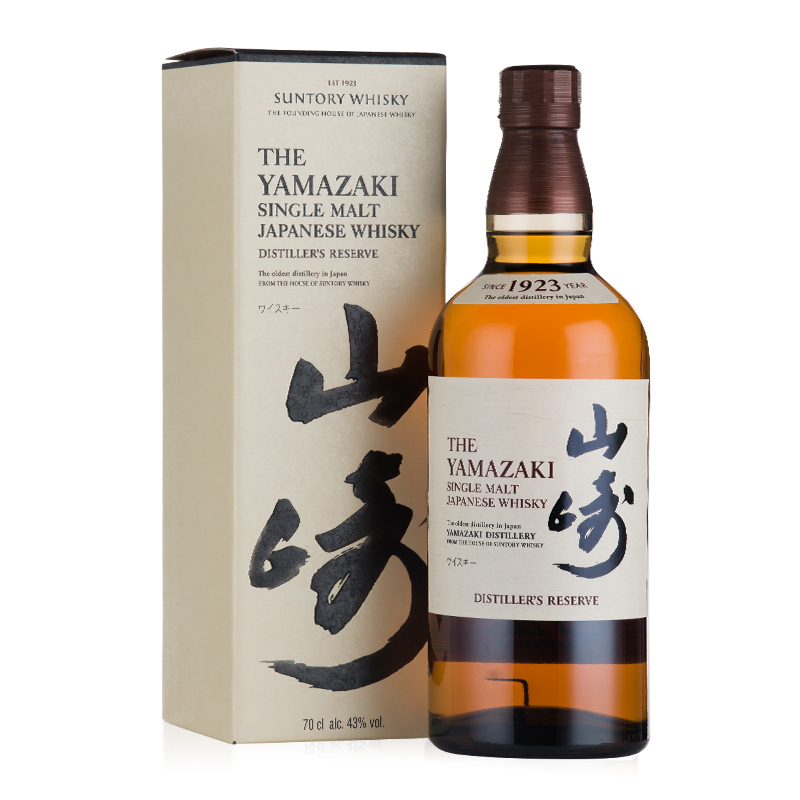 EST 1923
SUNTORY WHISKY
THE FOUNDING HOUSE OF JAPANESE WHISKY
THE
YAMAZAKI
SINGLE MALT
JAPANESE WHISKY
DISTILLER'S RESERVE
The oldest distillery in Japan
FROM THE HOUSE OF SUNTORY WHISKY
ウイスキー
山
崎
70 cl alc. 43% vol.
SINCE 1923 YEAR
The oldest distillery in Japan
THE
YAMAZAKI
SINGLE MALT
JAPANESE WHISKY
The oldest distillery in Japan
YAMAZAKI DISTILLERY
FROM THE HOUSE OF SUNTORY WHISKY
ウイスキー
山
崎
DISTILLER'S RESERVE